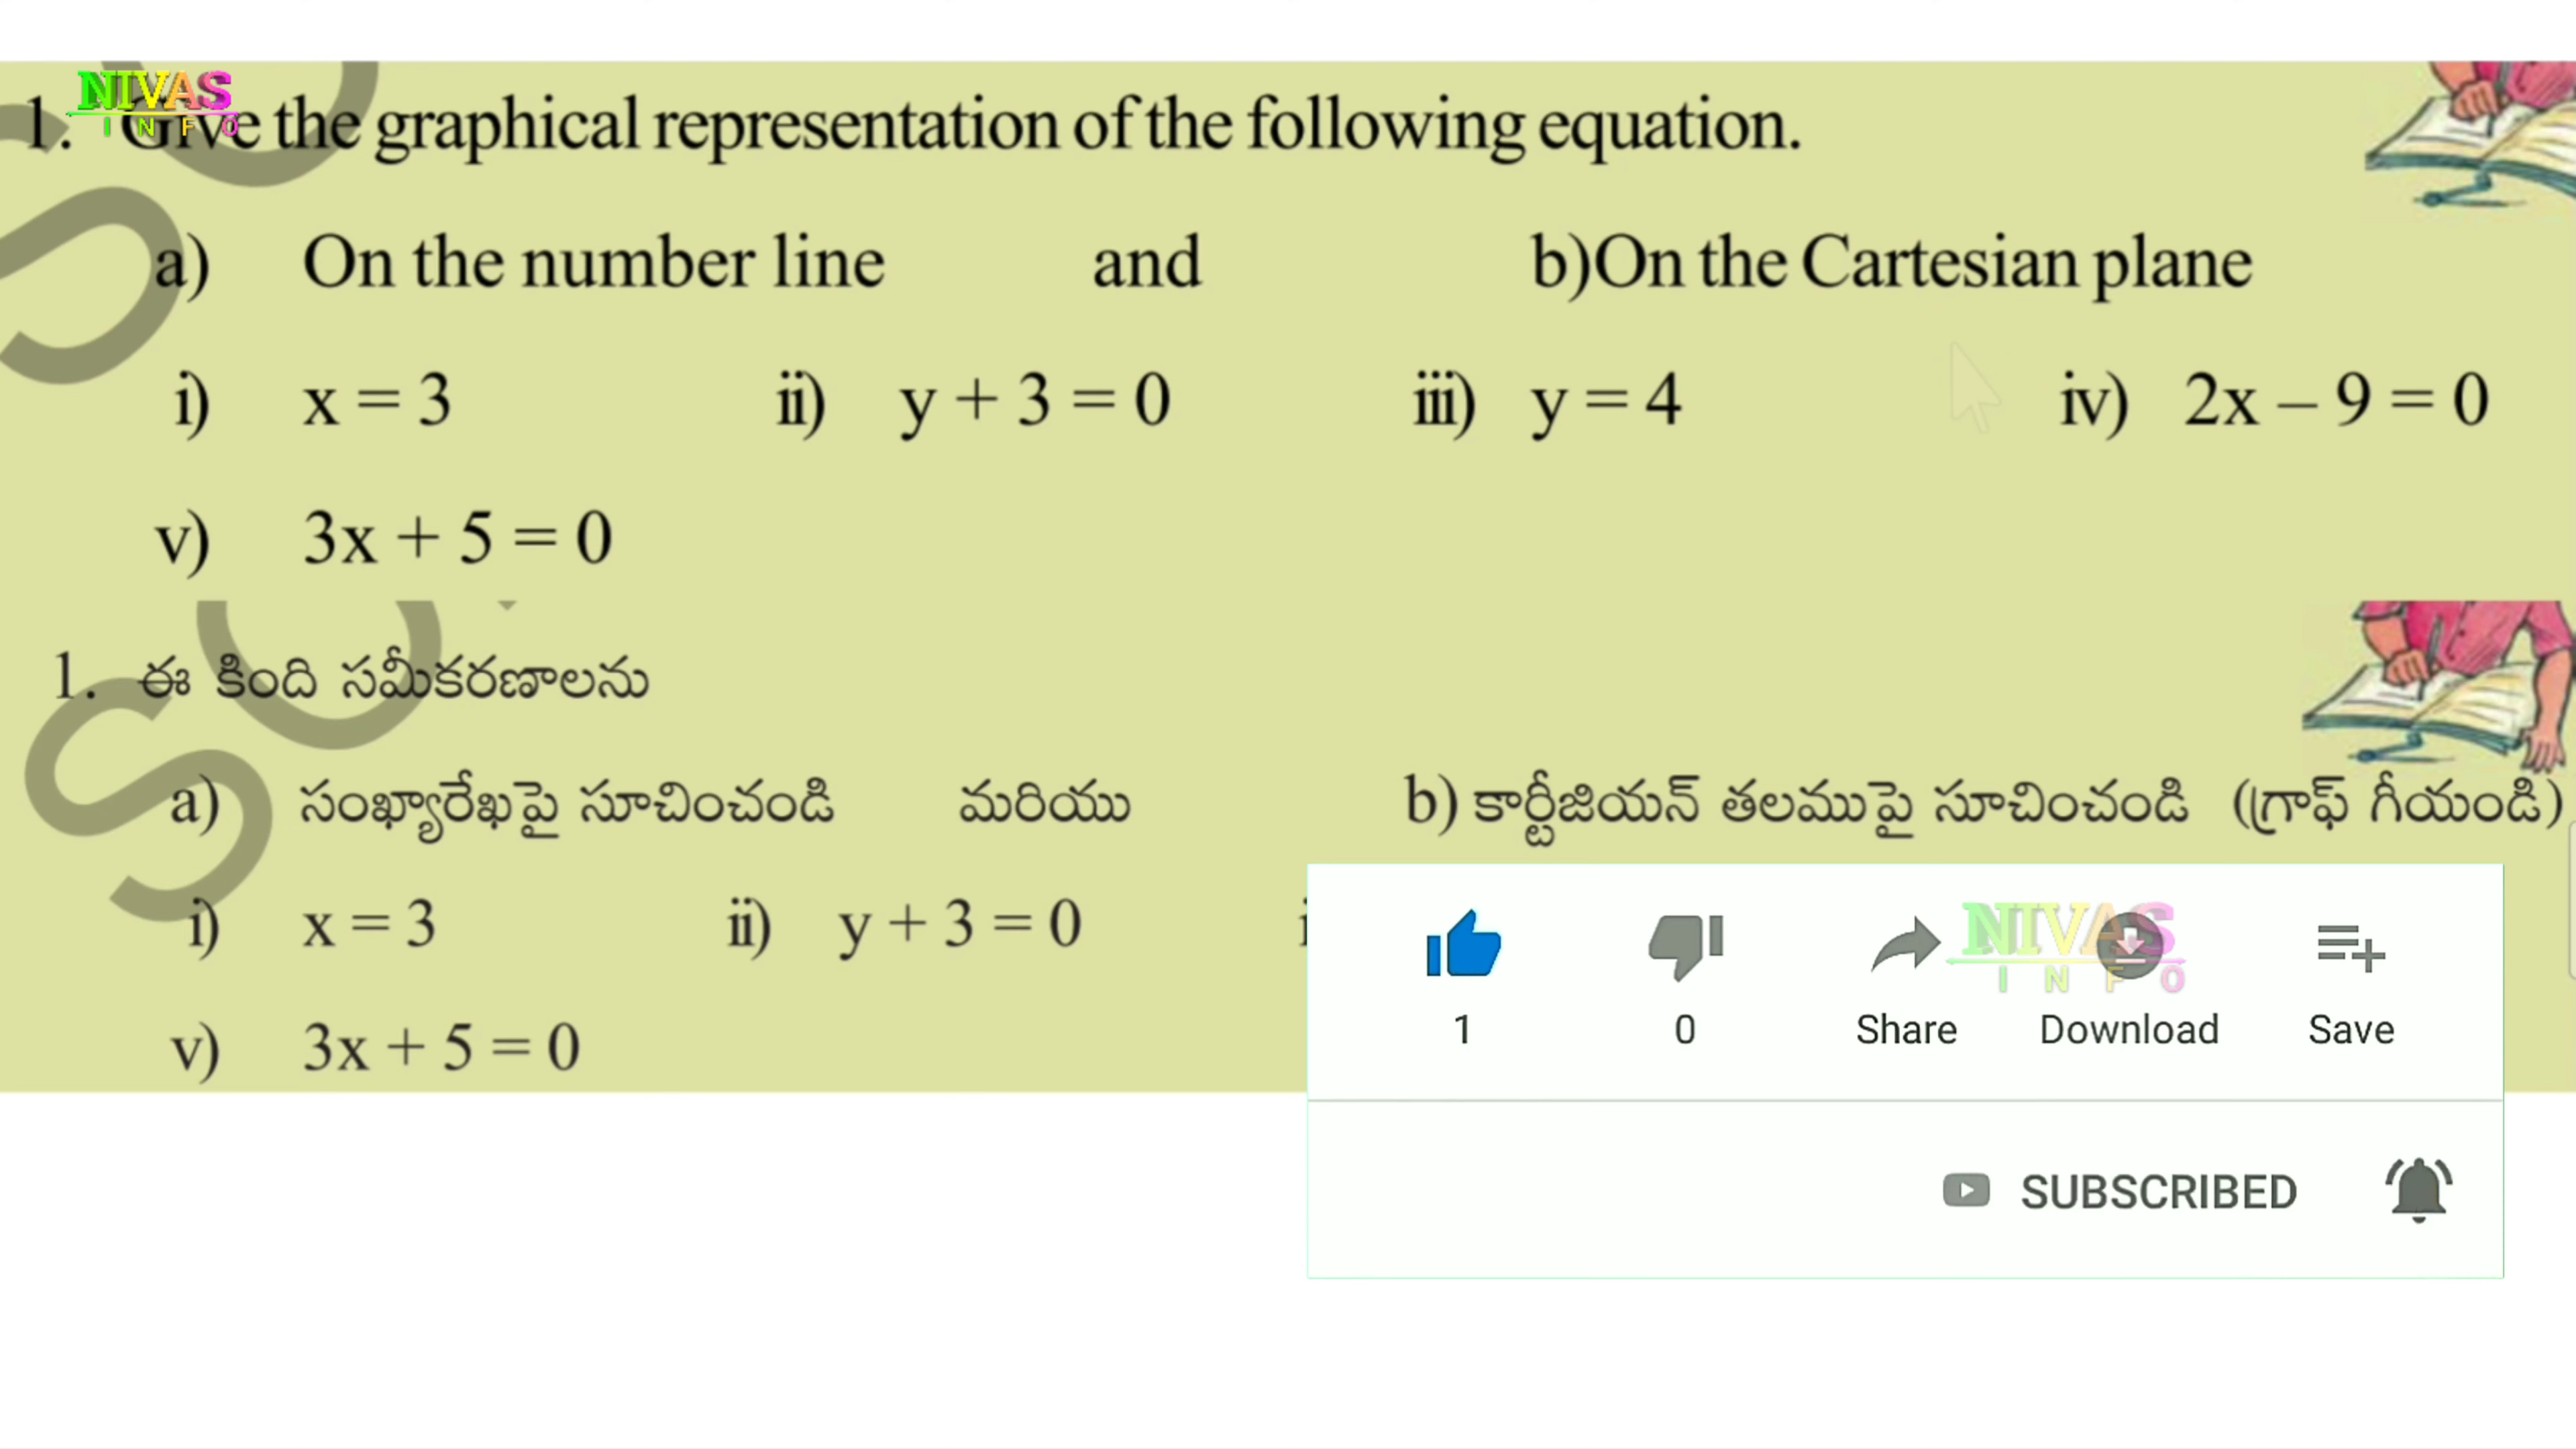 NIVAS
INFO
1. Give the graphical representation of the following equation.
a) On the number line and b)On the Cartesian plane
i) x = 3 ii) y + 3 = 0 iii) y = 4 iv) 2x – 9 = 0
v) 3x + 5 = 0
1. ఈ కింది సమీకరణాలను
a) సంఖ్యారేఖపై సూచించండి మరియు b) కార్టీజియన్ తలముపై సూచించండి (గ్రాఫ్ గీయండి)
i) x = 3 ii) y + 3 = 0
NIVAS
INFO
1 0 Share Download Save
v) 3x + 5 = 0
SUBSCRIBED